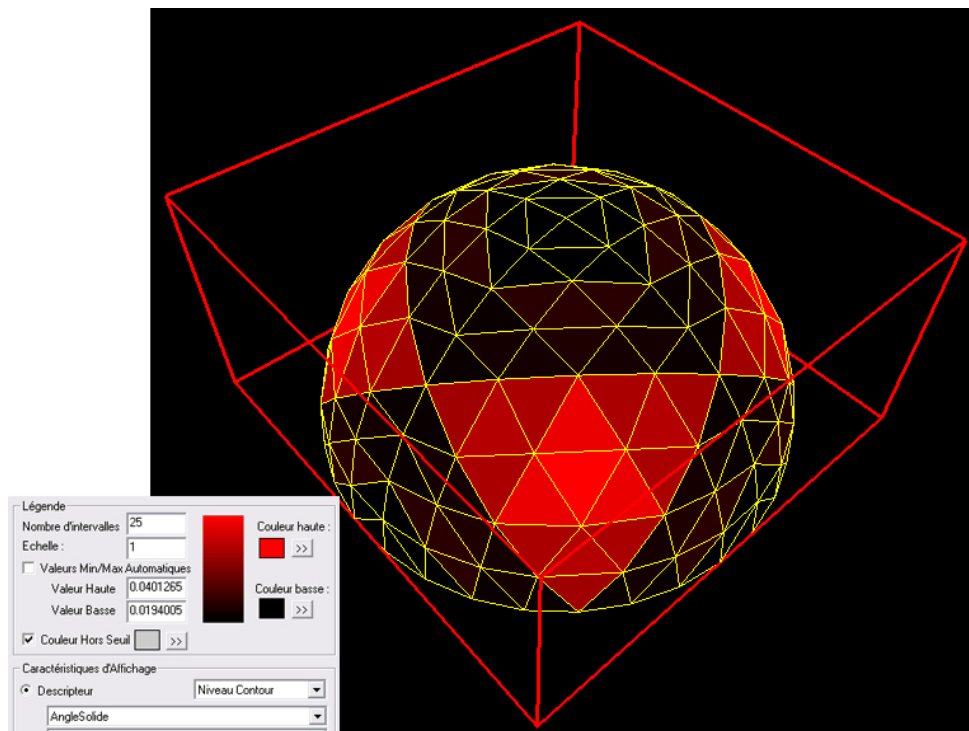 Légende
Nombre d'intervalles 25
Echelle : 1
Valeurs Min/Max Automatiques
Valeur Haute 0.0401265
Valeur Basse 0.0194005
Couleur haute :
>>
Couleur basse :
>>
Couleur Hors Seuil >>
Caractéristiques d'Affichage
Descripteur Niveau Contour
AngleSolide